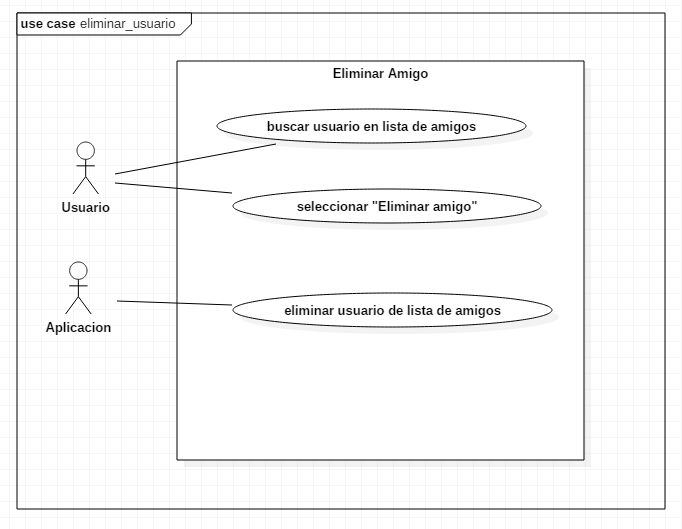 use case eliminar_usuario
Eliminar Amigo
buscar usuario en lista de amigos
Usuario
seleccionar "Eliminar amigo"
Aplicacion
eliminar usuario de lista de amigos